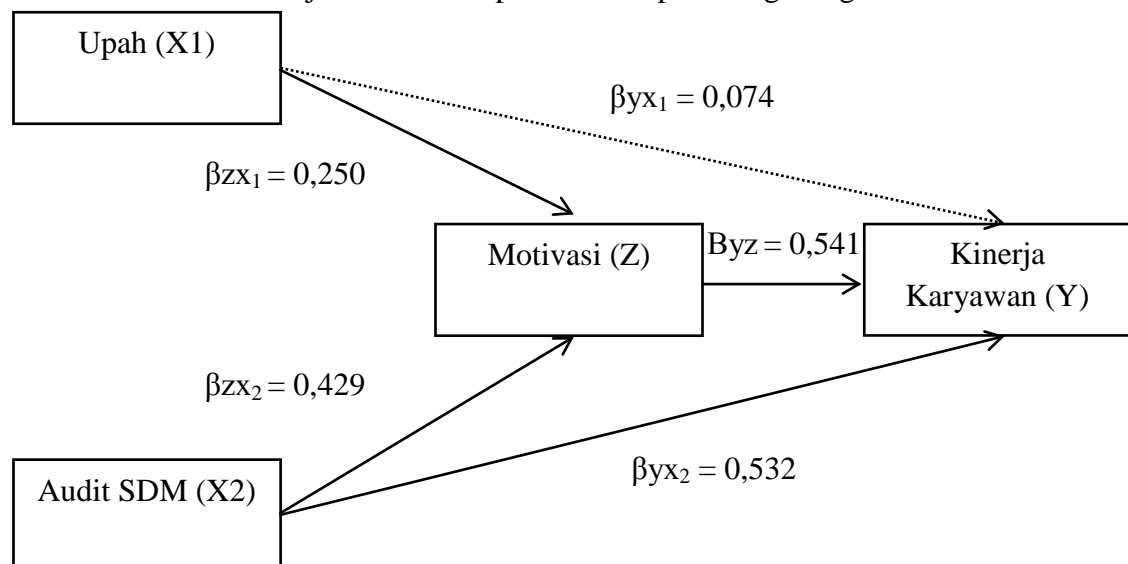 Upah (X1)
βyx₁ = 0,074
βzx₁ = 0,250
Motivasi (Z)
Byz = 0,541
Kinerja
Karyawan (Y)
βzx₂ = 0,429
Audit SDM (X2)
βyx₂ = 0,532